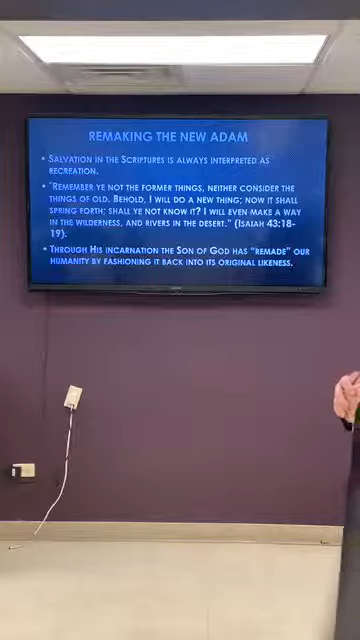 REMAKING THE NEW ADAM
• SALVATION IN THE SCRIPTURES IS ALWAYS INTERPRETED AS
RECREATION.
• "REMEMBER YE NOT THE FORMER THINGS, NEITHER CONSIDER THE
THINGS OF OLD. BEHOLD, I WILL DO A NEW THING; NOW IT SHALL
SPRING FORTH; SHALL YE NOT KNOW IT? I WILL EVEN MAKE A WAY
IN THE WILDERNESS, AND RIVERS IN THE DESERT." (ISAIAH 43:18-
19).
• THROUGH HIS INCARNATION THE SON OF GOD HAS "REMADE" OUR
HUMANITY BY FASHIONING IT BACK INTO ITS ORIGINAL LIKENESS.